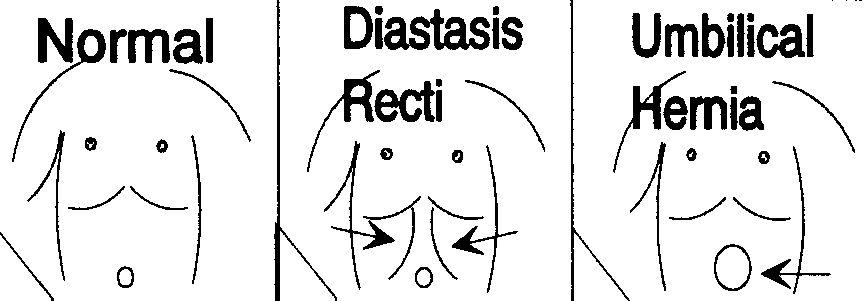 Normal
Diastasis
Recti
Umbilical
Hernia